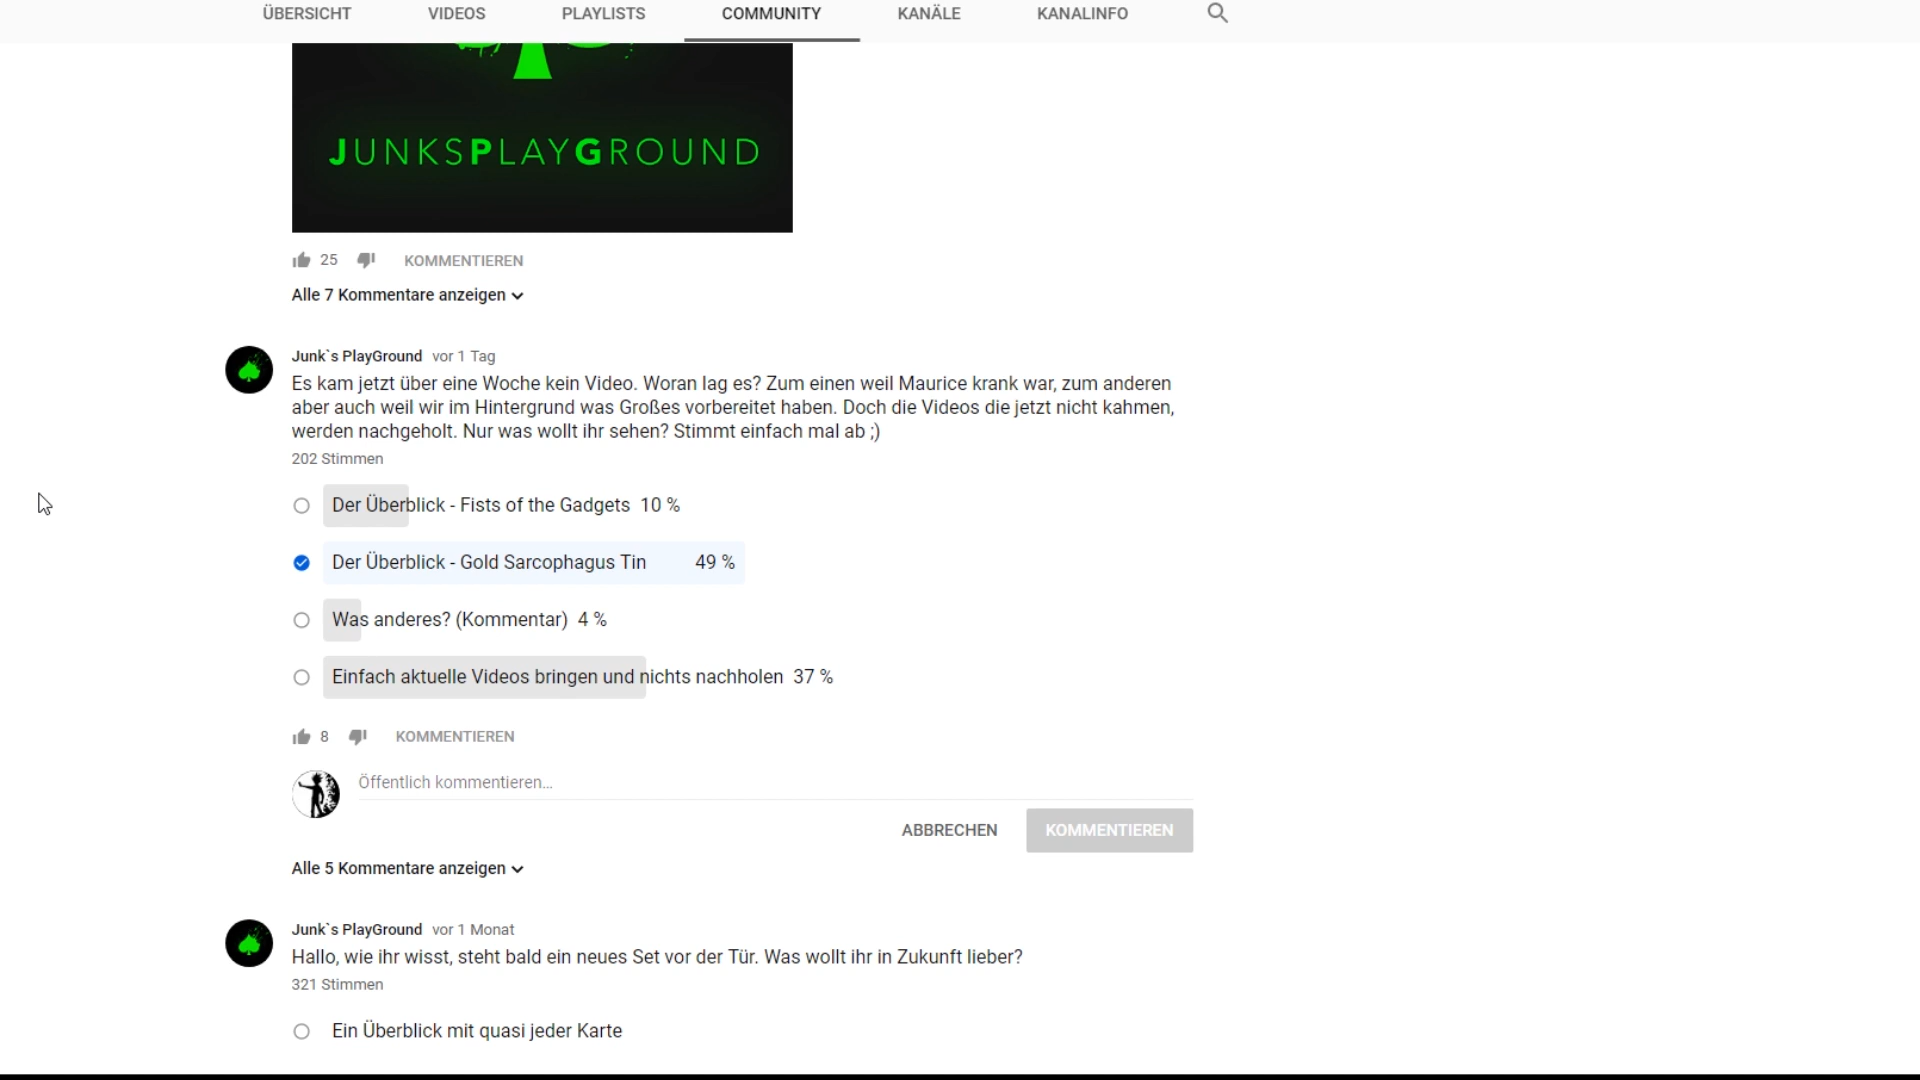 ÜBERSICHT VIDEOS PLAYLISTS COMMUNITY KANÄLE KANALINFO
JUNKSPLAYGROUND
25 KOMMENTIEREN
Alle 7 Kommentare anzeigen
Junk`s PlayGround vor 1 Tag
Es kam jetzt über eine Woche kein Video. Woran lag es? Zum einen weil Maurice krank war, zum anderen
aber auch weil wir im Hintergrund was Großes vorbereitet haben. Doch die Videos die jetzt nicht kahmen,
werden nachgeholt. Nur was wollt ihr sehen? Stimmt einfach mal ab ;)
202 Stimmen
Der Überblick - Fists of the Gadgets 10 %
Der Überblick - Gold Sarcophagus Tin 49 %
Was anderes? (Kommentar) 4 %
Einfach aktuelle Videos bringen und nichts nachholen 37 %
8 KOMMENTIEREN
Öffentlich kommentieren...
ABBRECHEN KOMMENTIEREN
Alle 5 Kommentare anzeigen
Junk`s PlayGround vor 1 Monat
Hallo, wie ihr wisst, steht bald ein neues Set vor der Tür. Was wollt ihr in Zukunft lieber?
321 Stimmen
Ein Überblick mit quasi jeder Karte